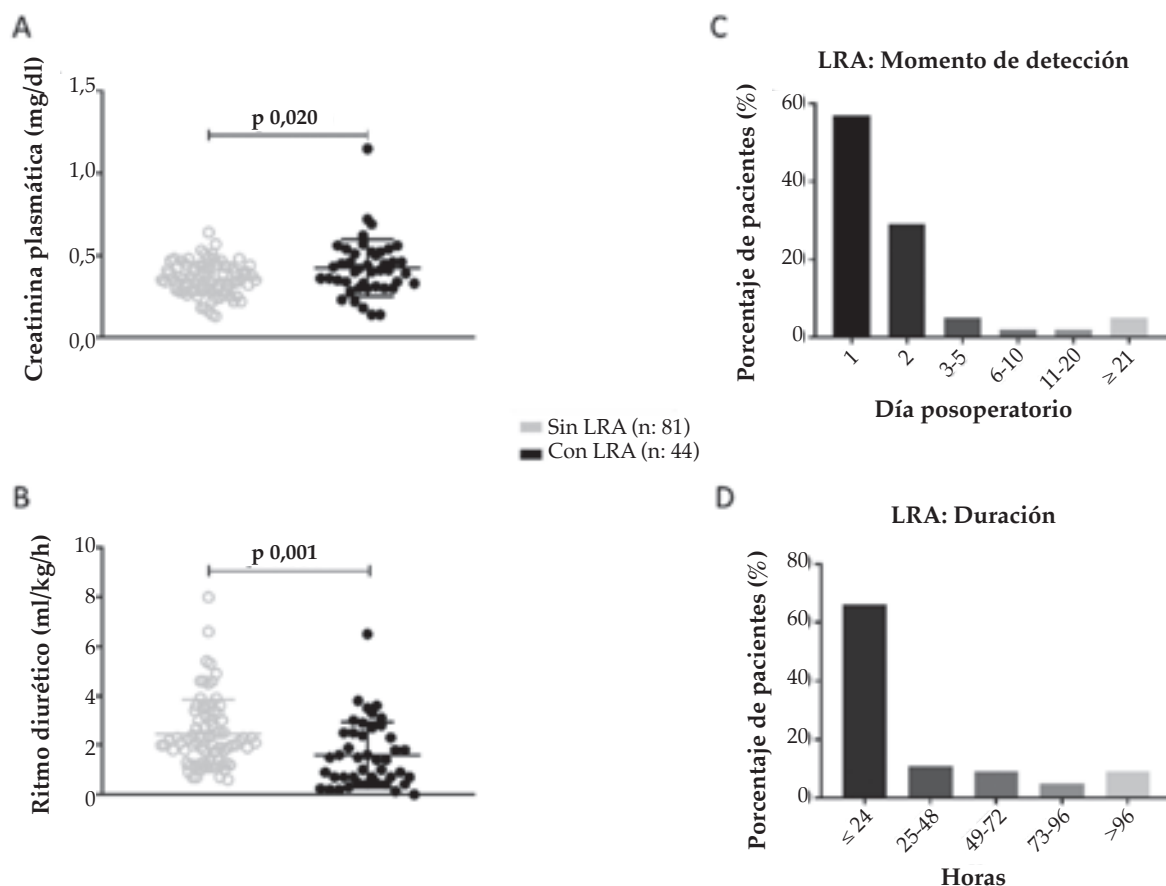 A
Creatinina plasmática (mg/dl)
1,5
1,0
0,5
0,0
p 0,020
C
LRA: Momento de detección
Porcentaje de pacientes (%)
60
40
20
0
1
2
3-5
6-10
11-20
≥ 21
Día posoperatorio
Sin LRA (n: 81)
Con LRA (n: 44)
B
Ritmo diurético (ml/kg/h)
10
8
6
4
2
0
p 0,001
D
LRA: Duración
Porcentaje de pacientes (%)
80
60
40
20
0
≤ 24
25-48
49-72
73-96
>96
Horas